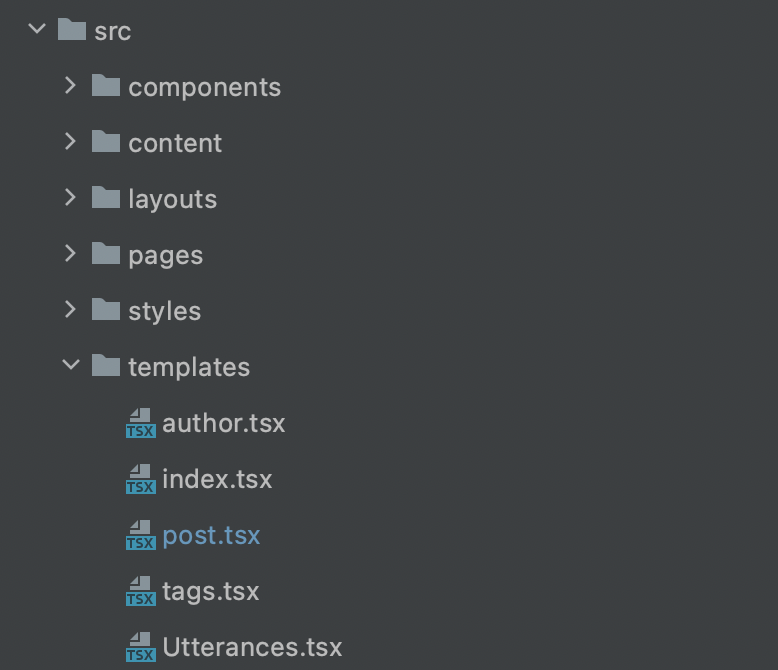 src
components
content
layouts
pages
styles
templates
TSX author.tsx
TSX index.tsx
TSX post.tsx
TSX tags.tsx
TSX Utterances.tsx